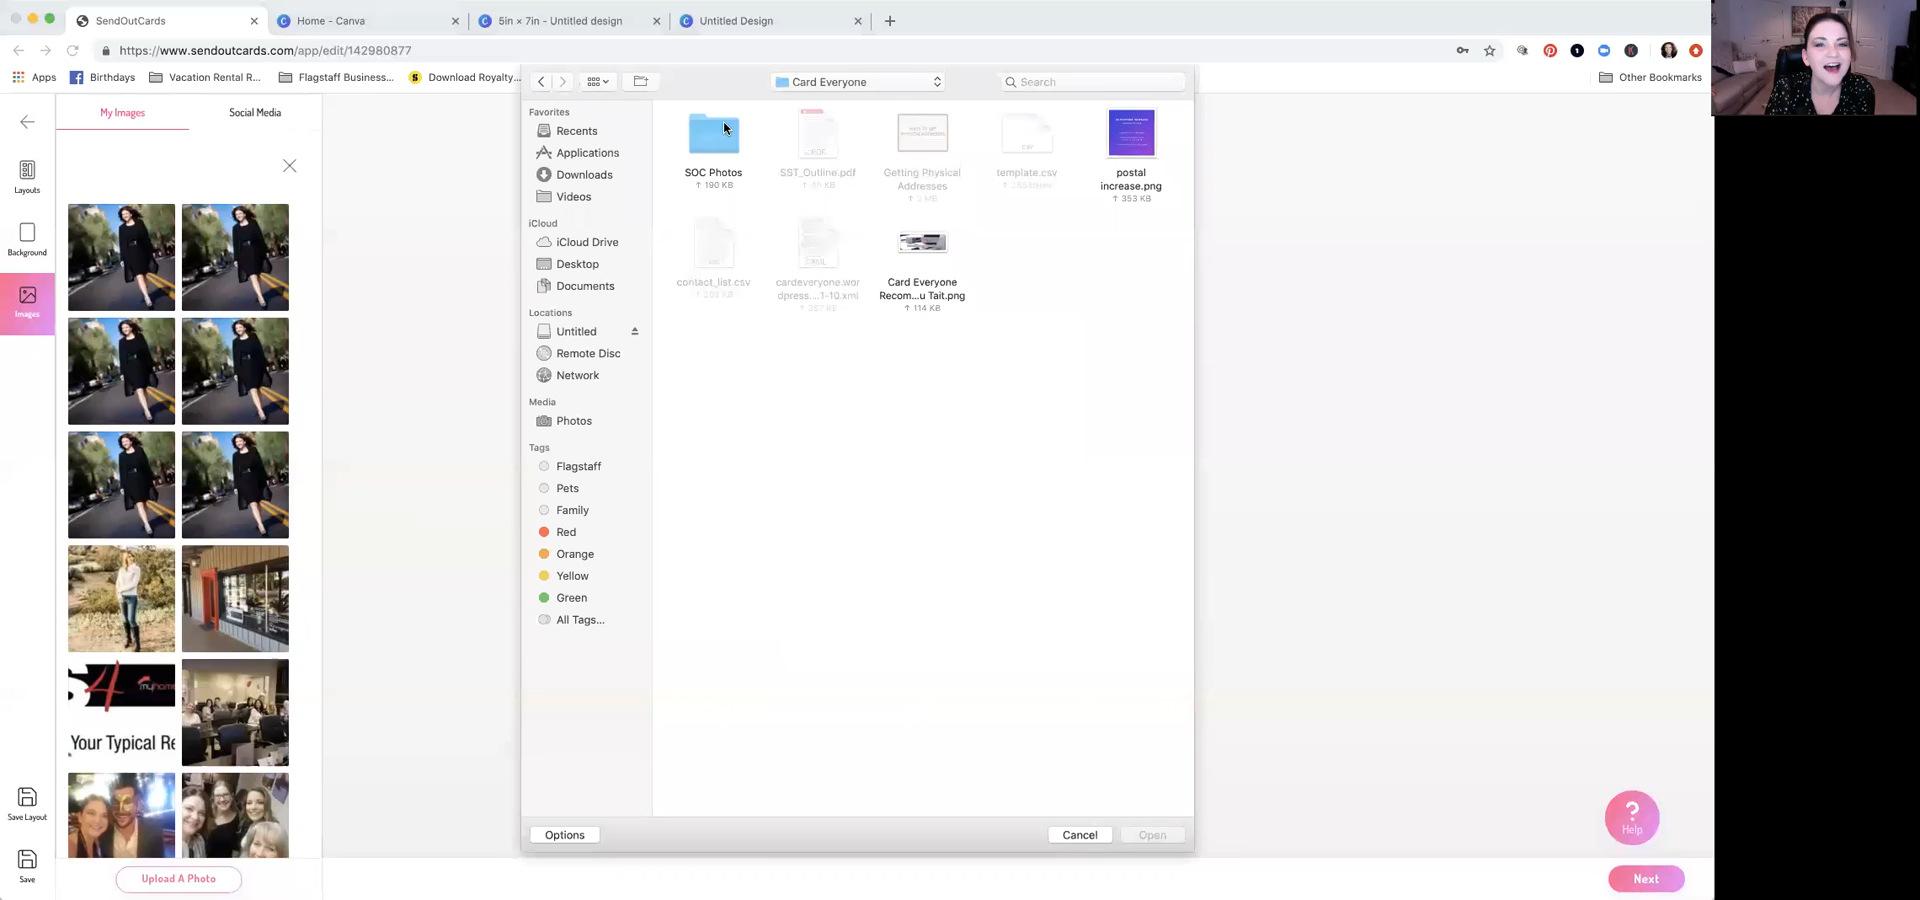 SendOutCards
Home - Canva
5in × 7in - Untitled design
Untitled Design
https://www.sendoutcards.com/app/edit/142980877
Apps
Birthdays
Vacation Rental R...
Flagstaff Business...
Download Royalty...
Other Bookmarks
My Images
Social Media
Layouts
Background
Images
Save Layout
Save
S4
Your Typical Re
Upload A Photo
Card Everyone
Search
Favorites
Recents
Applications
Downloads
Videos
iCloud
iCloud Drive
Desktop
Documents
Locations
Untitled
Remote Disc
Network
Media
Photos
Tags
Flagstaff
Pets
Family
Red
Orange
Yellow
Green
All Tags...
SOC Photos
190 KB
SST_Outline.pdf
Getting Physical
Addresses
template.csv
postal
increase.png
353 KB
contact_list.csv
cardeveryone.wor
dpress....1-10.xml
Card Everyone
Recom...u Tait.png
114 KB
Options
Cancel
Open
?
Help
Next